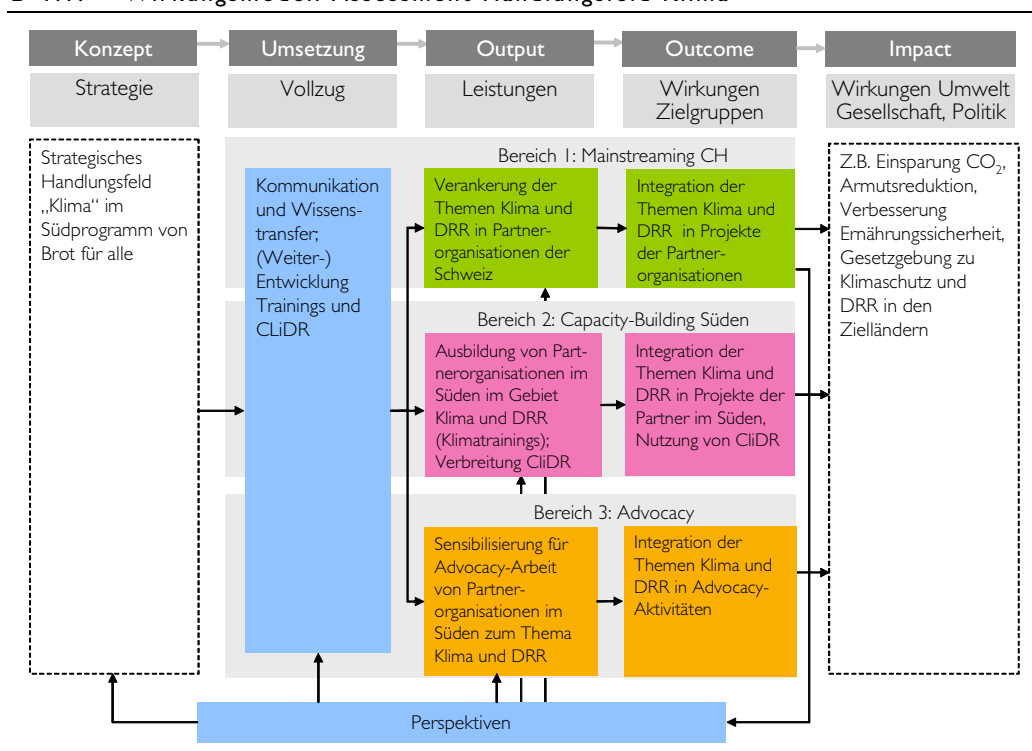 Konzept
Umsetzung
Output
Outcome
Impact
Strategie
Vollzug
Leistungen
Wirkungen
Zielgruppen
Wirkungen Umwelt
Gesellschaft, Politik
Strategisches
Handlungsfeld
„Klima“ im
Südprogramm von
Brot für alle
Kommunikation
und Wissens-
transfer;
(Weiter-)
Entwicklung
Trainings und
CLiDR
Bereich 1: Mainstreaming CH
Verankerung der
Themen Klima und
DRR in Partner-
organisationen der
Schweiz
Integration der
Themen Klima und
DRR in Projekte
der Partner-
organisationen
Bereich 2: Capacity-Building Süden
Ausbildung von Part-
nerorganisationen im
Süden im Gebiet
Klima und DRR
(Klimatrainings);
Verbreitung CliDR
Integration der
Themen Klima und
DRR in Projekte der
Partner im Süden,
Nutzung von CliDR
Bereich 3: Advocacy
Sensibilisierung für
Advocacy-Arbeit
von Partner-
organisationen im
Süden zum Thema
Klima und DRR
Integration der
Themen Klima und
DRR in Advocacy-
Aktivitäten
Z.B. Einsparung CO₂,
Armutsreduktion,
Verbesserung
Ernährungssicherheit,
Gesetzgebung zu
Klimaschutz und
DRR in den
Zielländern
Perspektiven